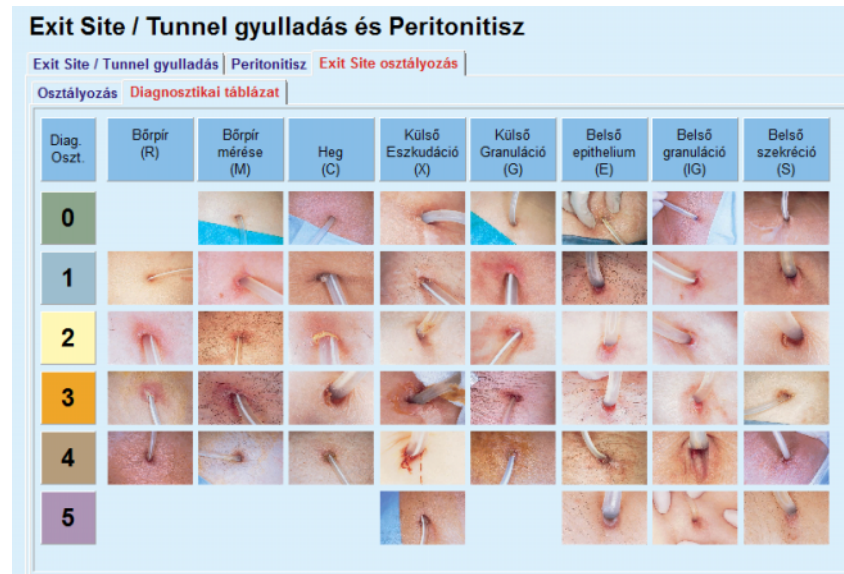 Exit Site / Tunnel gyulladás és Peritonitisz
Exit Site / Tunnel gyulladás Peritonitisz Exit Site osztályozás
Osztályozás Diagnosztikai táblázat
Diag. Oszt.
Bőrpír (R)
Bőrpír mérése (M)
Heg (C)
Külső Eszkudáció (X)
Külső Granuláció (G)
Belső epithelium (E)
Belső granuláció (IG)
Belső szekréció (S)
0
1
2
3
4
5